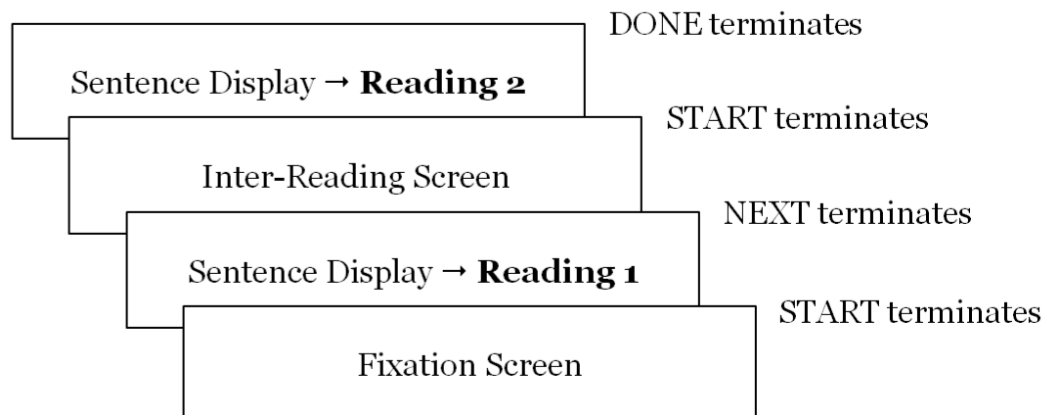 DONE terminates
Sentence Display → Reading 2
START terminates
Inter-Reading Screen
NEXT terminates
Sentence Display → Reading 1
START terminates
Fixation Screen